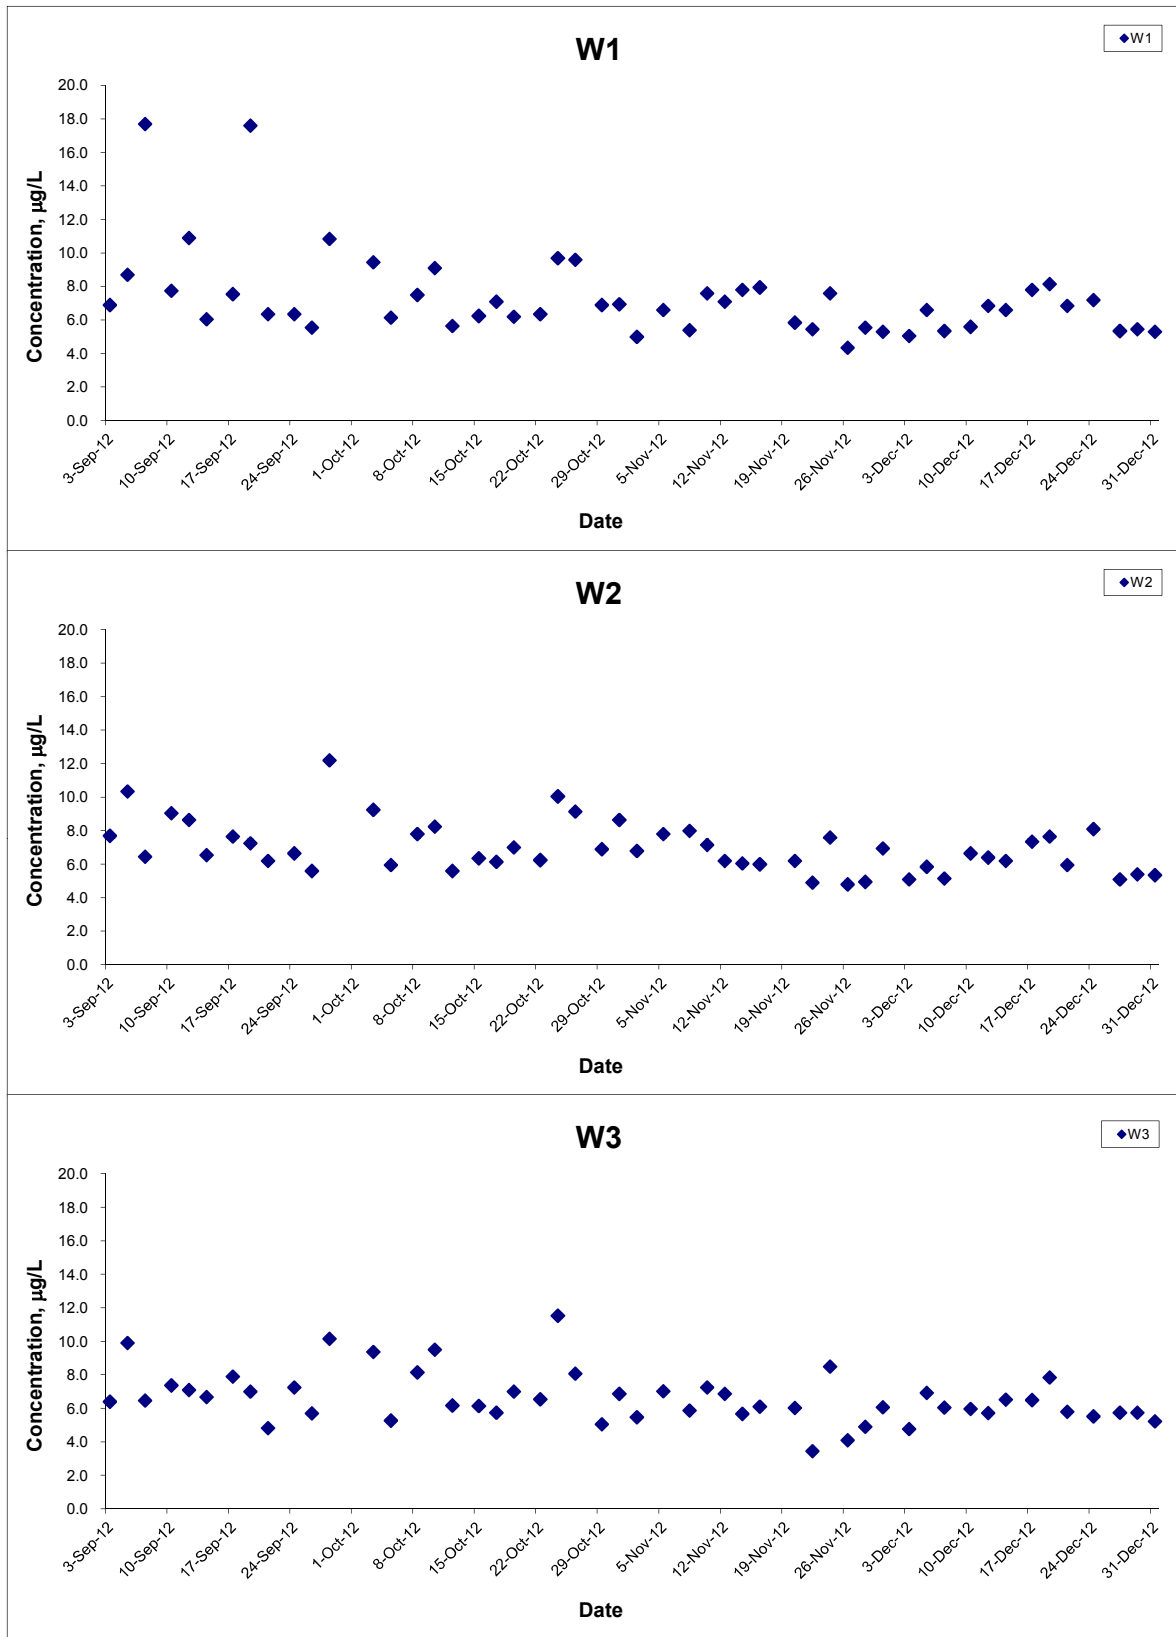 W1
W1
Concentration, µg/L
20.0
18.0
16.0
14.0
12.0
10.0
8.0
6.0
4.0
2.0
0.0
3-Sep-12 10-Sep-12 17-Sep-12 24-Sep-12 1-Oct-12 8-Oct-12 15-Oct-12 22-Oct-12 29-Oct-12 5-Nov-12 12-Nov-12 19-Nov-12 26-Nov-12 3-Dec-12 10-Dec-12 17-Dec-12 24-Dec-12 31-Dec-12
Date
W2
W2
Concentration, µg/L
20.0
18.0
16.0
14.0
12.0
10.0
8.0
6.0
4.0
2.0
0.0
3-Sep-12 10-Sep-12 17-Sep-12 24-Sep-12 1-Oct-12 8-Oct-12 15-Oct-12 22-Oct-12 29-Oct-12 5-Nov-12 12-Nov-12 19-Nov-12 26-Nov-12 3-Dec-12 10-Dec-12 17-Dec-12 24-Dec-12 31-Dec-12
Date
W3
W3
Concentration, µg/L
20.0
18.0
16.0
14.0
12.0
10.0
8.0
6.0
4.0
2.0
0.0
3-Sep-12 10-Sep-12 17-Sep-12 24-Sep-12 1-Oct-12 8-Oct-12 15-Oct-12 22-Oct-12 29-Oct-12 5-Nov-12 12-Nov-12 19-Nov-12 26-Nov-12 3-Dec-12 10-Dec-12 17-Dec-12 24-Dec-12 31-Dec-12
Date